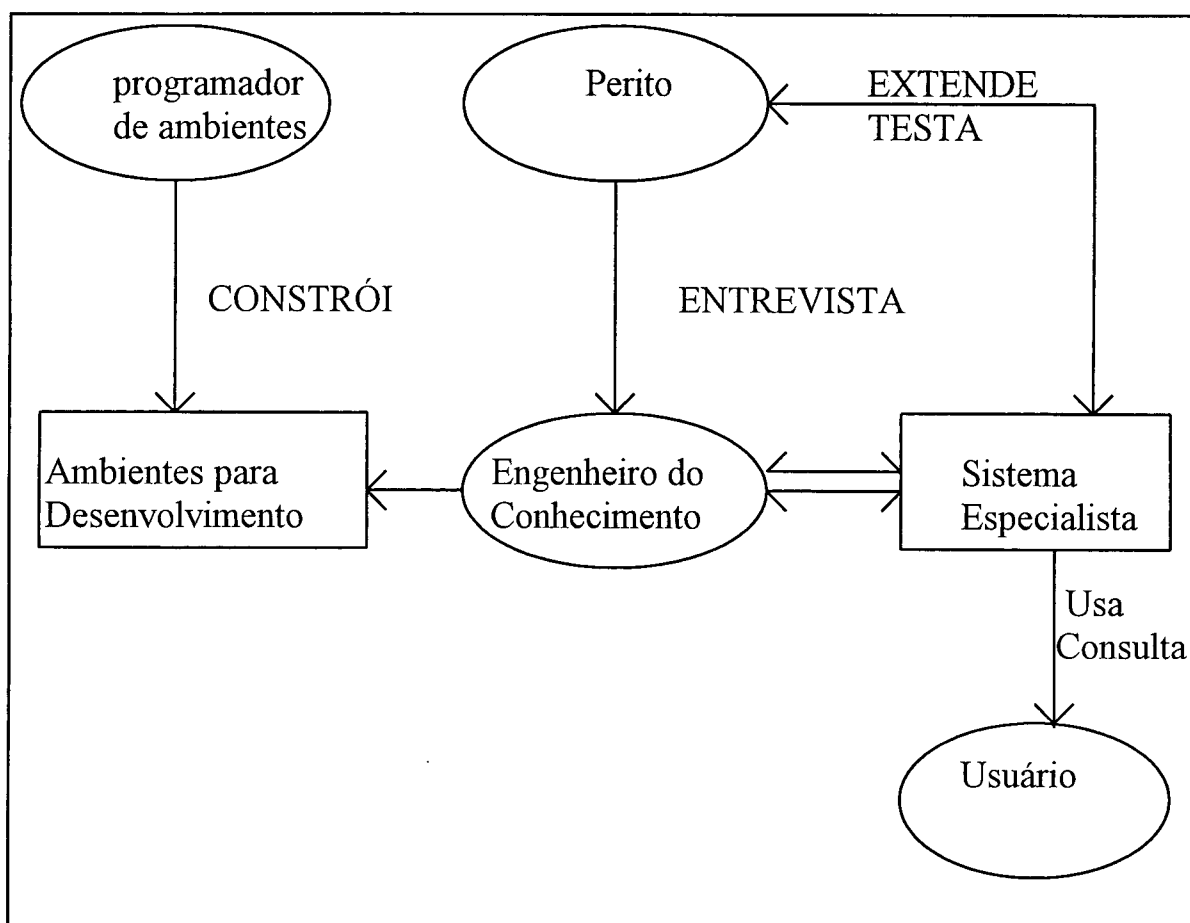 programador
de ambientes
Perito
EXTENDE
TESTA
CONSTRÓI
ENTREVISTA
Ambientes para
Desenvolvimento
Engenheiro do
Conhecimento
Sistema
Especialista
Usa
Consulta
Usuário